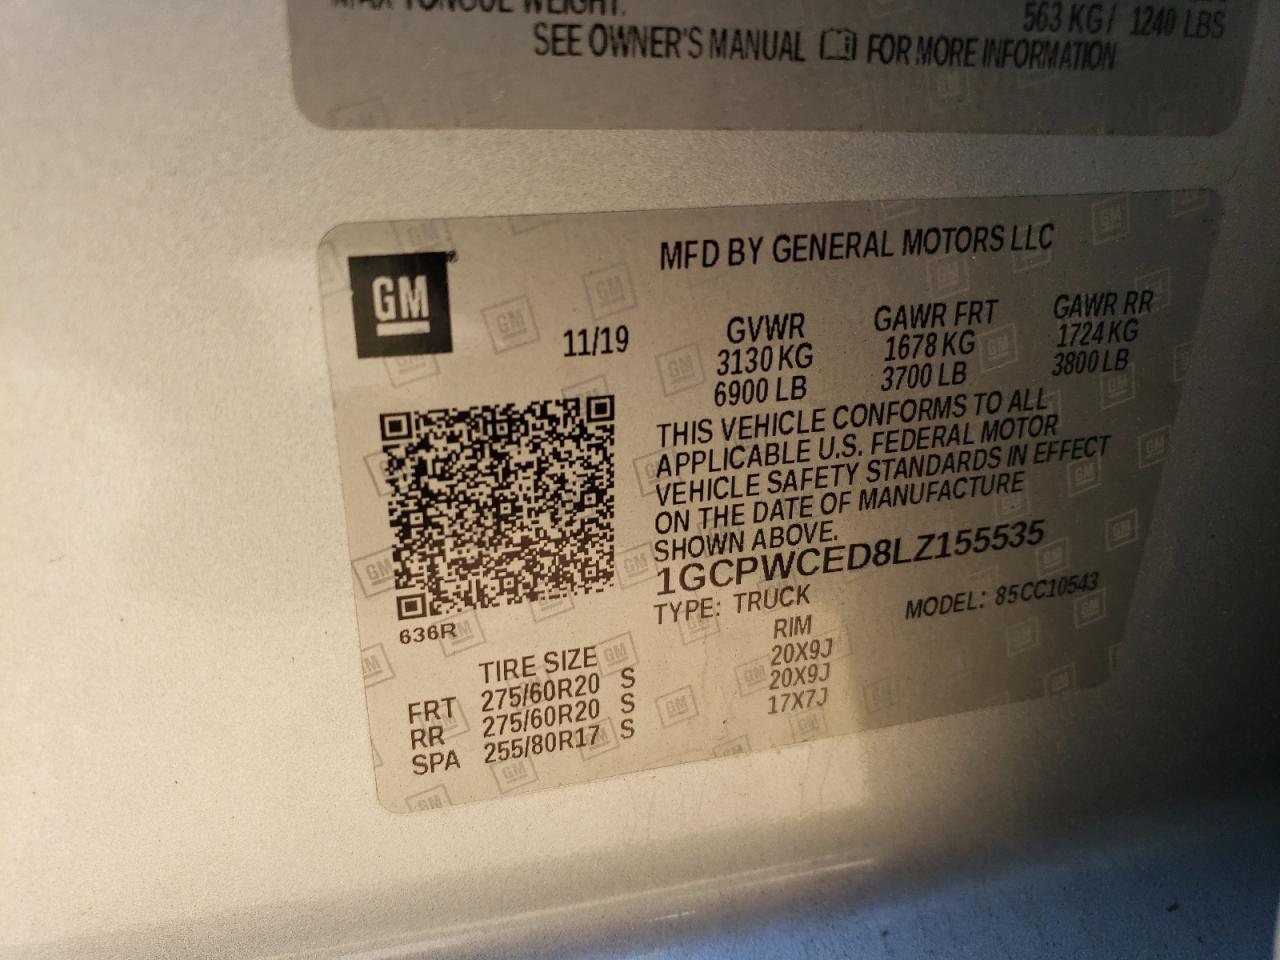 MAX TONGUE WEIGHT:
563 KG / 1240 LBS
SEE OWNER'S MANUAL FOR MORE INFORMATION
GM
MFD BY GENERAL MOTORS LLC
11/19
GVWR GAWR FRT GAWR RR
3130 KG 1678 KG 1724 KG
6900 LB 3700 LB 3800 LB
THIS VEHICLE CONFORMS TO ALL
APPLICABLE U.S. FEDERAL MOTOR
VEHICLE SAFETY STANDARDS IN EFFECT
ON THE DATE OF MANUFACTURE
SHOWN ABOVE.
1GCPWCED8LZ155535
TYPE: TRUCK MODEL: 85CC10543
636R
TIRE SIZE RIM
FRT 275/60R20 S 20X9J
RR 275/60R20 S 20X9J
SPA 255/80R17 S 17X7J